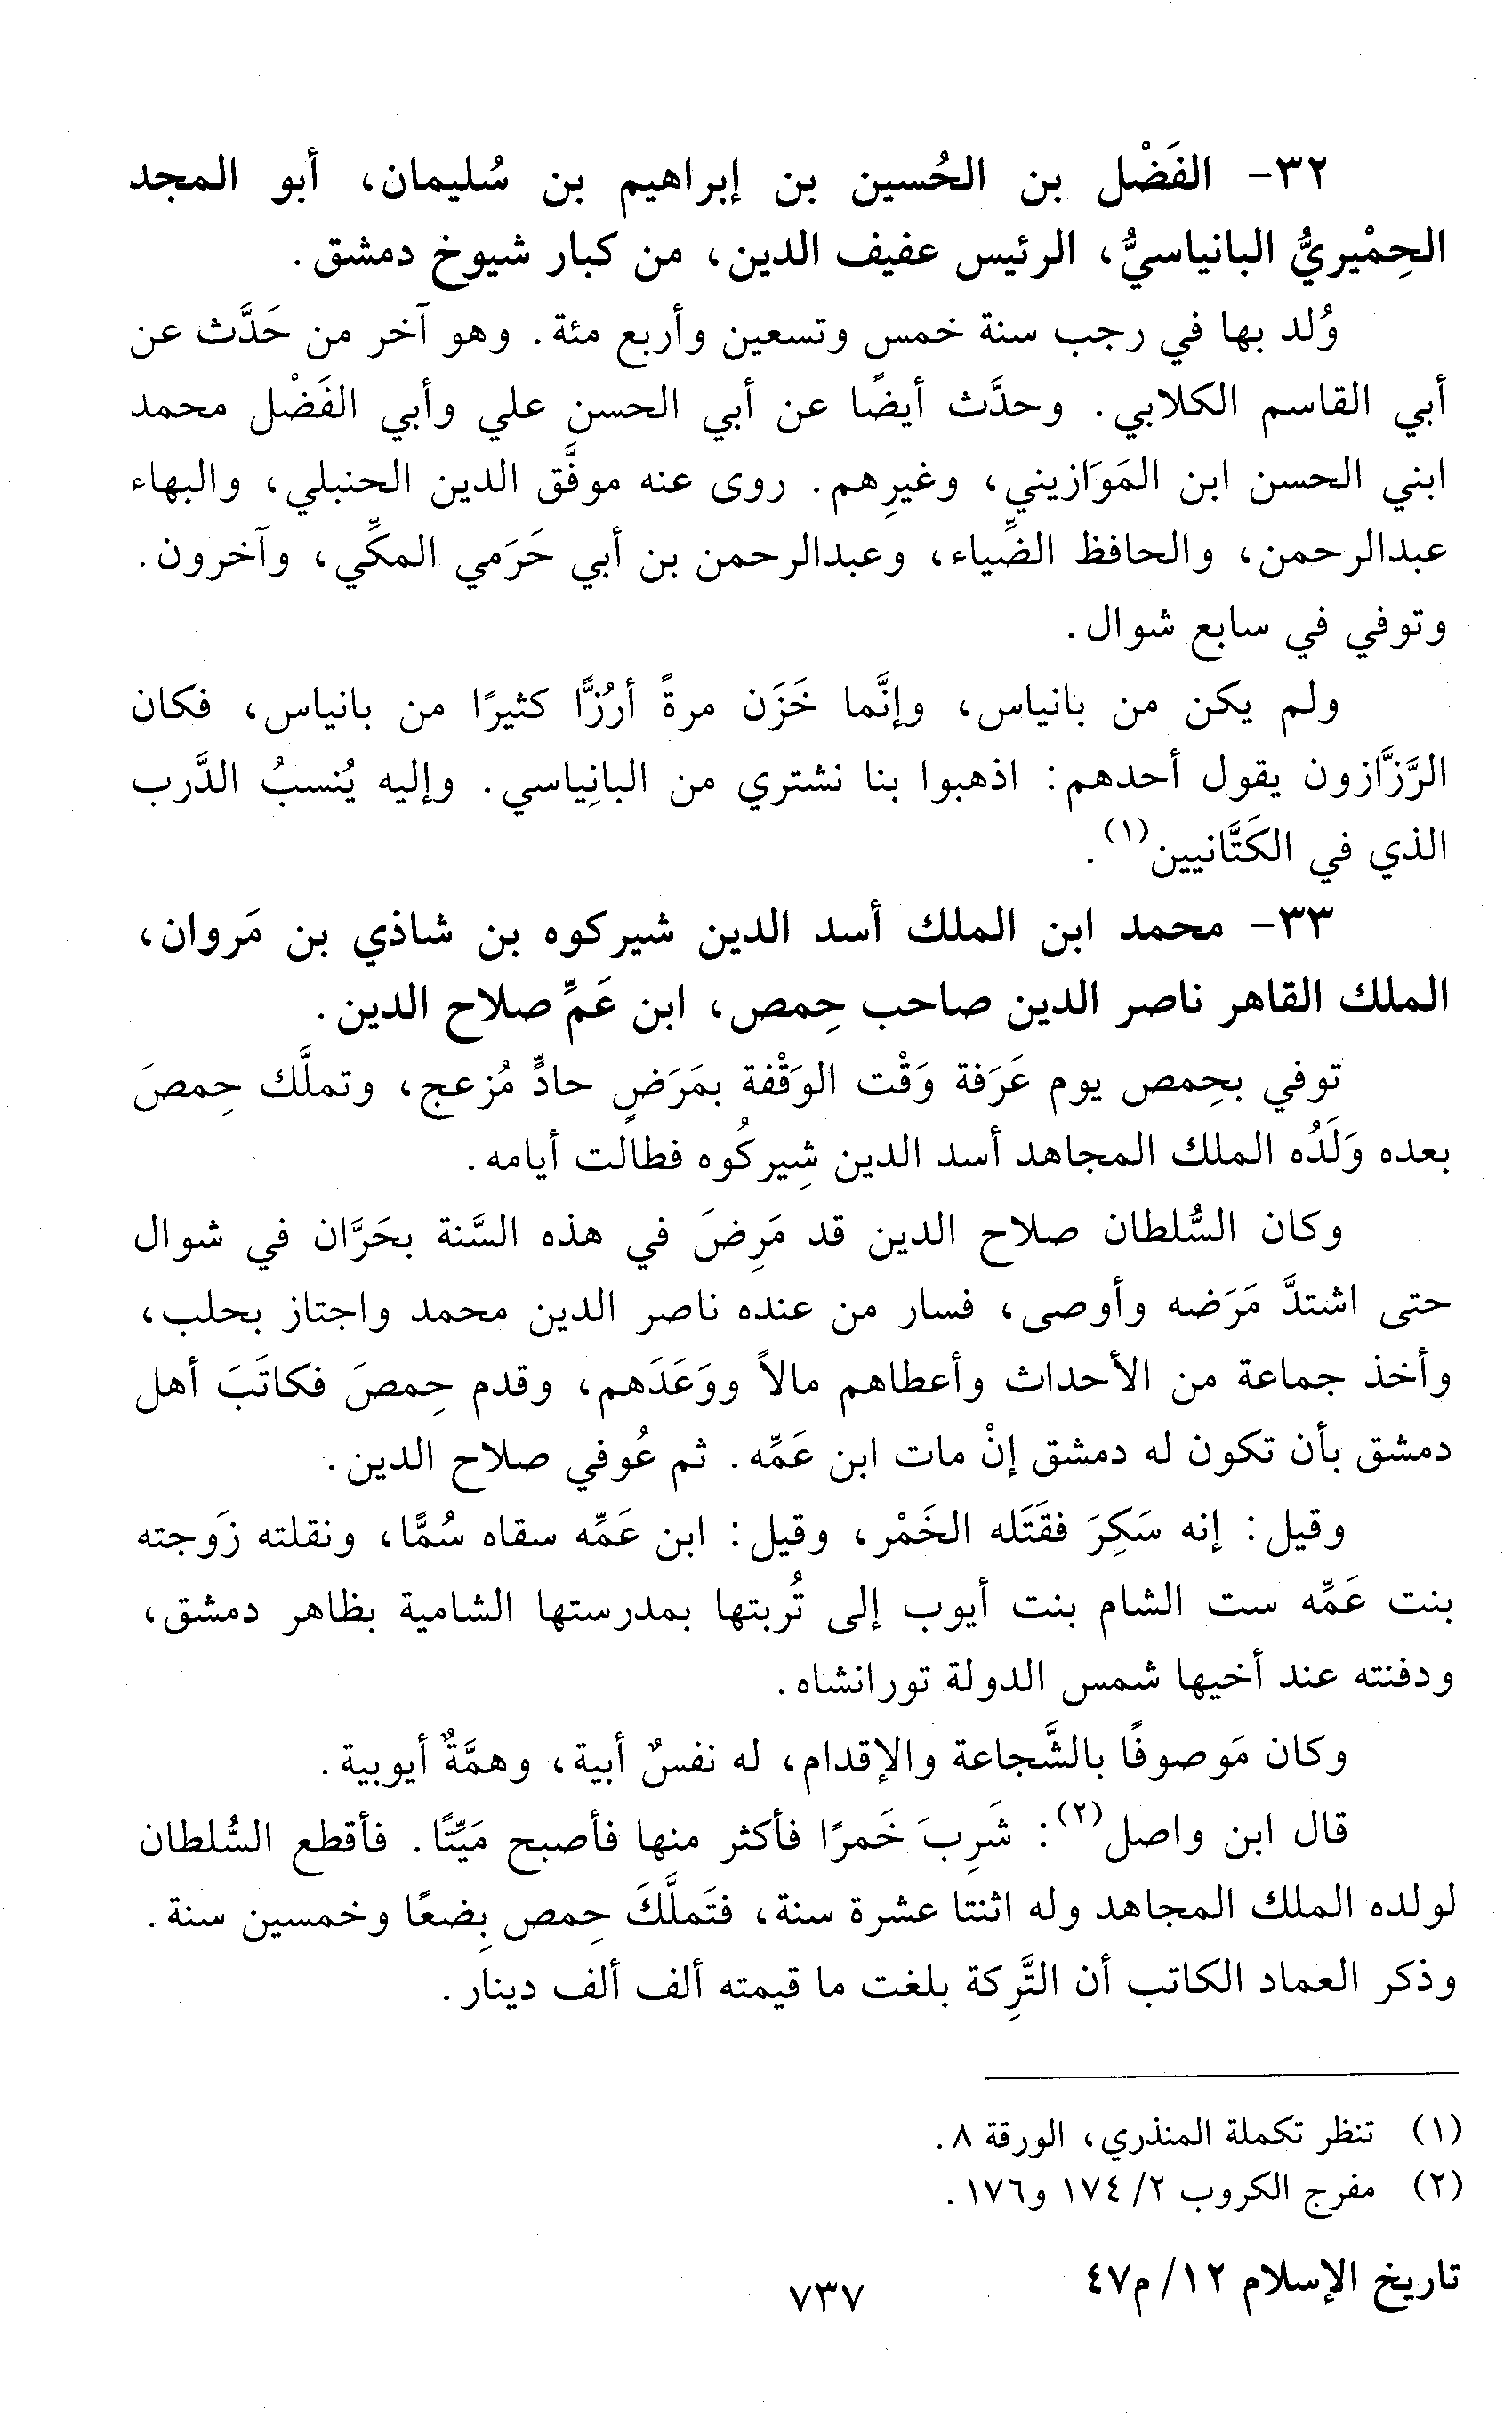 ٣٢- الفَضْل بن الحُسين بن إبراهيم بن سُليمان، أبو المجد
الحِمْيريُّ البانياسيُّ، الرئيس عفيف الدين، من كبار شيوخ دمشق.
وُلد بها في رجب سنة خمس وتسعين وأربع مئة. وهو آخر من حَدَّث عن
أبي القاسم الكلابي. وحدَّث أيضًا عن أبي الحسن علي وأبي الفَضْل محمد
ابني الحسن ابن المَوَازيني، وغيرِهم. روى عنه موفَّق الدين الحنبلي، والبهاء
عبدالرحمن، والحافظ الضِّياء، وعبدالرحمن بن أبي حَرَمي المكِّي، وآخرون.
وتوفي في سابع شوال.
ولم يكن من بانياس، وإنَّما خَزَن مرةً أرُزًّا كثيرًا من بانياس، فكان
الرَّزَّازون يقول أحدهم: اذهبوا بنا نشتري من البانِياسي. وإليه يُنسبُ الدَّرب
الذي في الكَتَّانيين(١).
٣٣- محمد ابن الملك أسد الدين شيركوه بن شاذي بن مَروان،
الملك القاهر ناصر الدين صاحب حِمص، ابن عَمِّ صلاح الدين.
توفي بحِمص يوم عَرَفة وَقْت الوَقْفة بمَرَضٍ حادٍّ مُزعج، وتملَّك حِمصَ
بعده وَلَدُه الملك المجاهد أسد الدين شِيركُوه فطالت أيامه.
وكان السُّلطان صلاح الدين قد مَرِضَ في هذه السَّنة بحَرَّان في شوال
حتى اشتدَّ مَرَضه وأوصى، فسار من عنده ناصر الدين محمد واجتاز بحلب،
وأخذ جماعة من الأحداث وأعطاهم مالاً ووَعَدَهم، وقدم حِمصَ فكاتَبَ أهل
دمشق بأن تكون له دمشق إنْ مات ابن عَمِّه. ثم عُوفي صلاح الدين.
وقيل: إنه سَكِرَ فقَتَله الخَمْر، وقيل: ابن عَمِّه سقاه سُمًّا، ونقلته زَوجته
بنت عَمِّه ست الشام بنت أيوب إلى تُربتها بمدرستها الشامية بظاهر دمشق،
ودفنته عند أخيها شمس الدولة تورانشاه.
وكان مَوصوفًا بالشَّجاعة والإقدام، له نفسٌ أبية، وهمَّةٌ أيوبية.
قال ابن واصل(٢): شَرِبَ خَمرًا فأكثر منها فأصبح مَيِّتًا. فأقطع السُّلطان
لولده الملك المجاهد وله اثنتا عشرة سنة، فتَملَّكَ حِمص بِضعًا وخمسين سنة.
وذكر العماد الكاتب أن التَّرِكة بلغت ما قيمته ألف ألف دينار.
(١) تنظر تكملة المنذري، الورقة ٨.
(٢) مفرج الكروب ٢/ ١٧٤ و١٧٦.
تاريخ الإسلام ١٢/ م٤٧
٧٣٧